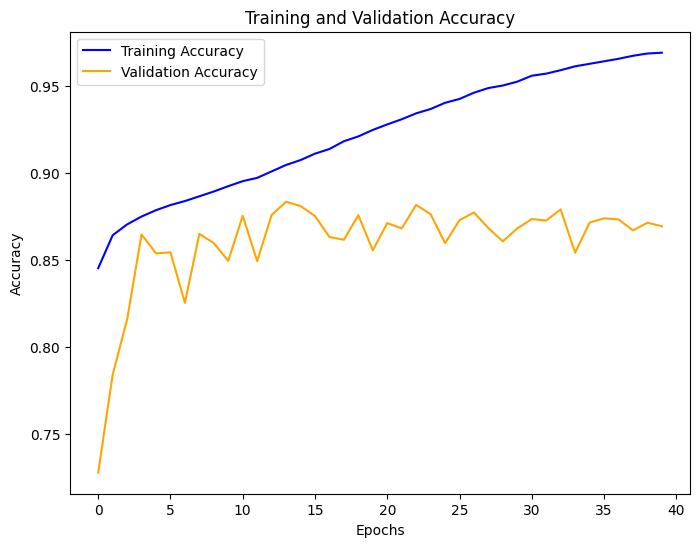 Training and Validation Accuracy
Training Accuracy
Validation Accuracy
0.95
0.90
0.85
0.80
0.75
Accuracy
0 5 10 15 20 25 30 35 40
Epochs